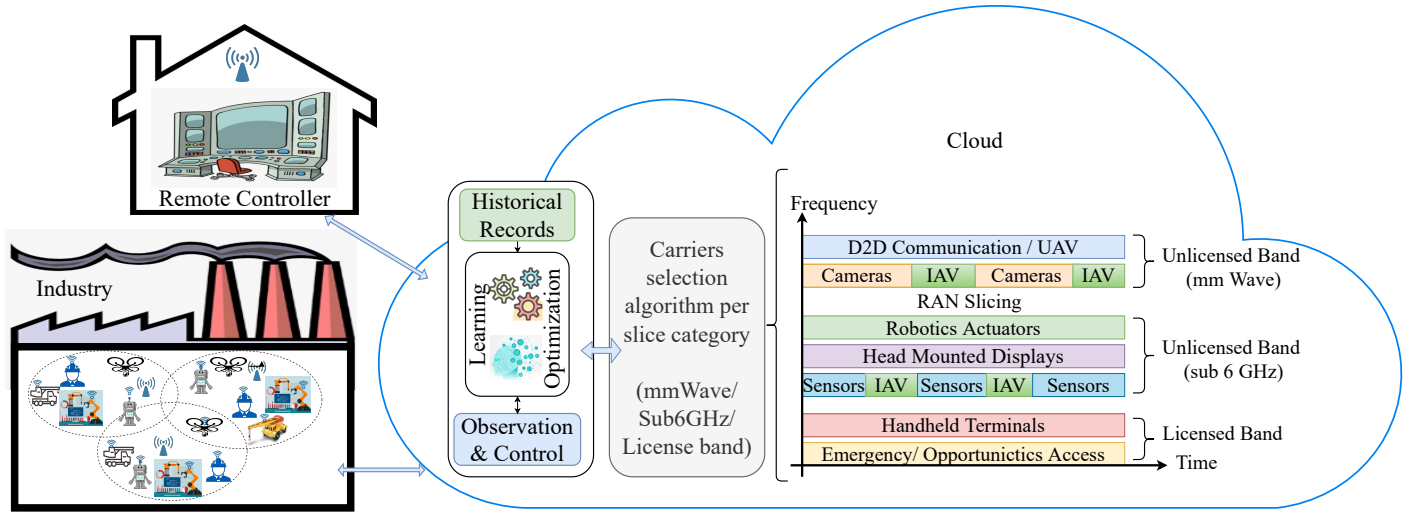 Remote Controller
Industry
Historical
Records
Learning
Optimization
Observation
& Control
Carriers
selection
algorithm per
slice category
(mmWave/
Sub6GHz/
License band)
Cloud
Frequency
D2D Communication / UAV
Cameras IAV Cameras IAV
Unlicensed Band
(mm Wave)
RAN Slicing
Robotics Actuators
Head Mounted Displays
Sensors IAV Sensors IAV Sensors
Unlicensed Band
(sub 6 GHz)
Handheld Terminals
Emergency/ Opportunictics Access
Licensed Band
Time